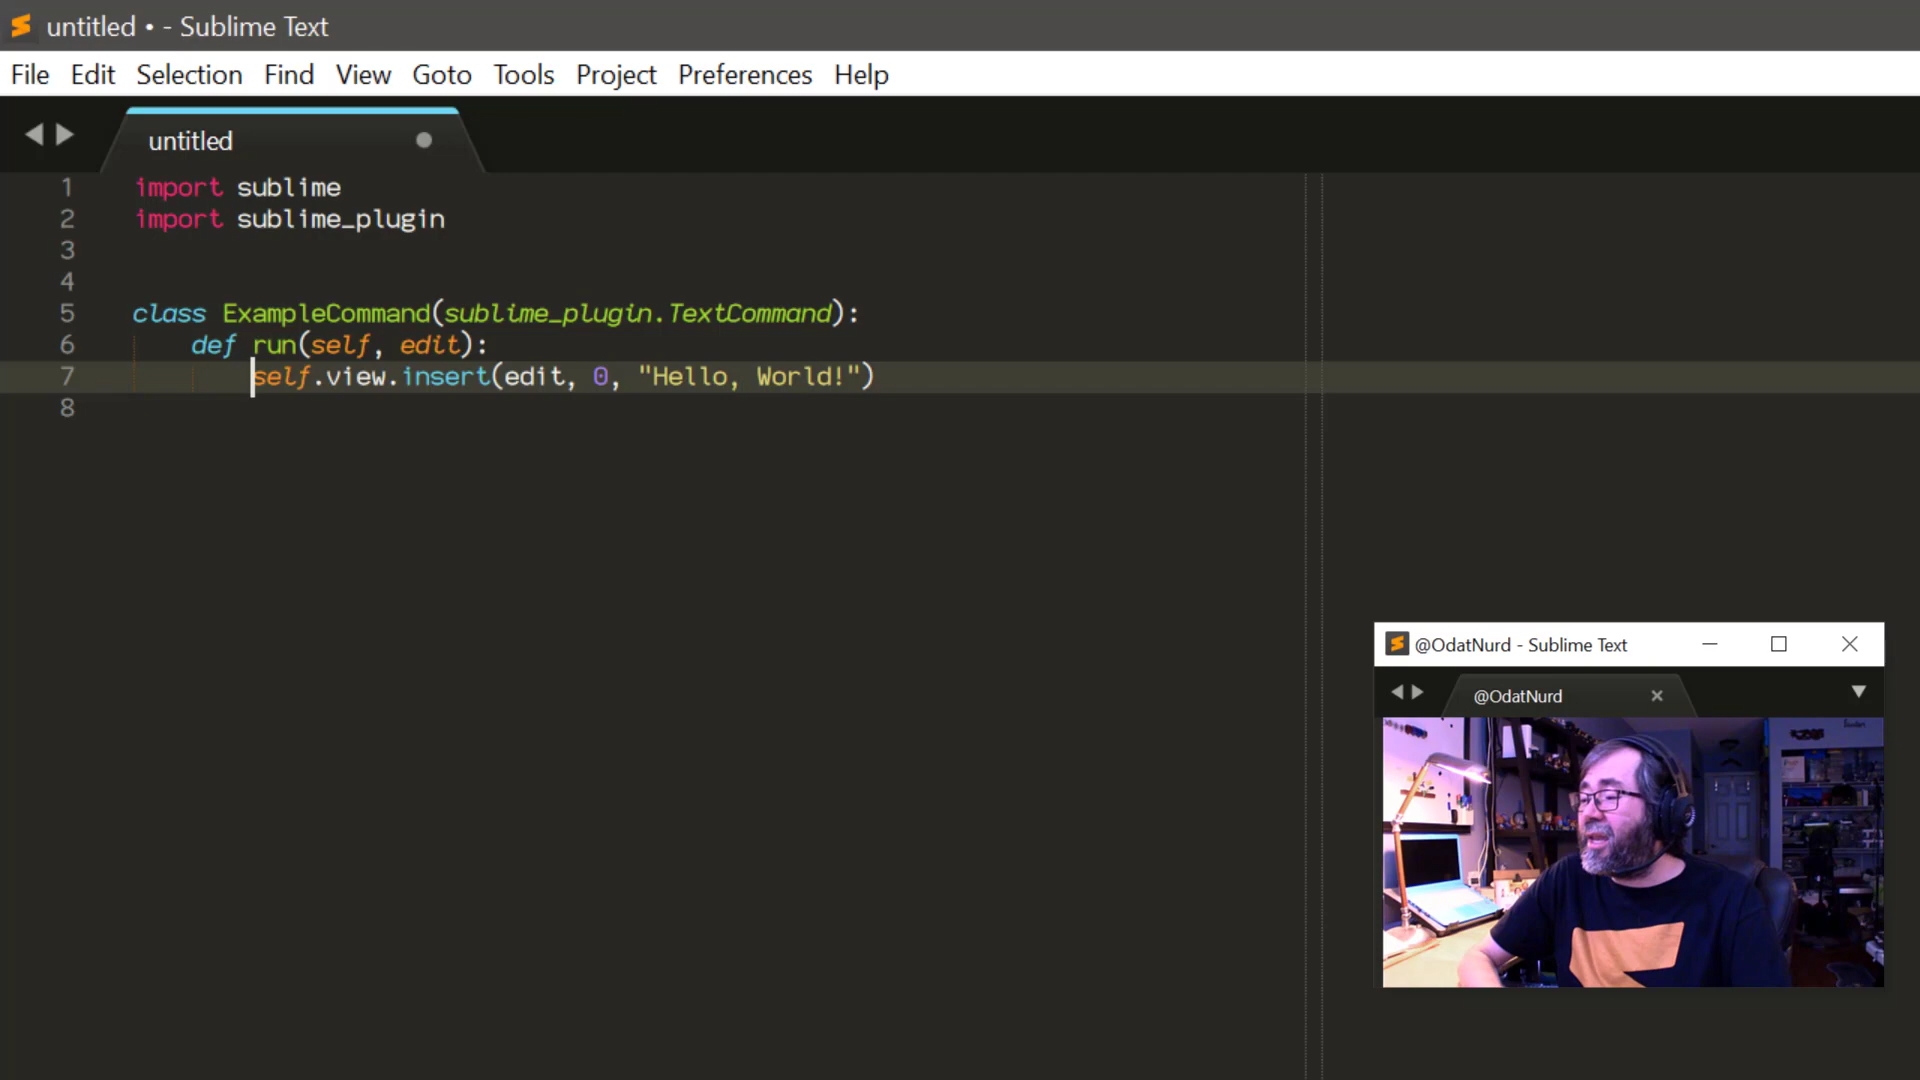 untitled • - Sublime Text
File Edit Selection Find View Goto Tools Project Preferences Help
untitled
1 import sublime
2 import sublime_plugin
3
4
5 class ExampleCommand(sublime_plugin.TextCommand):
6 def run(self, edit):
7 self.view.insert(edit, 0, "Hello, World!")
8
@OdatNurd - Sublime Text
@OdatNurd